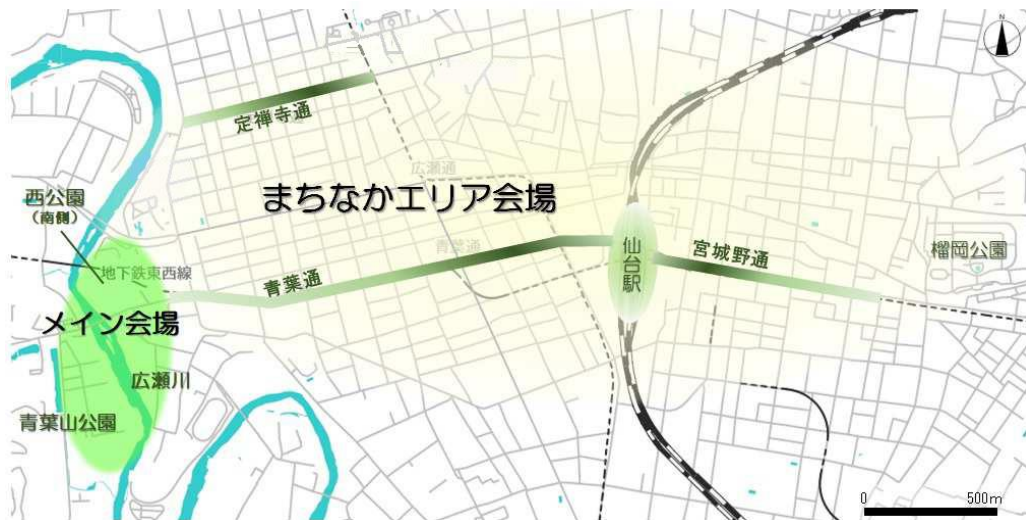 N
定禅寺通
広瀬通
まちなかエリア会場
西公園
（南側）
青葉通
仙台駅
宮城野通
榴岡公園
地下鉄東西線
青葉通
メイン会場
広瀬川
青葉山公園
0 500m